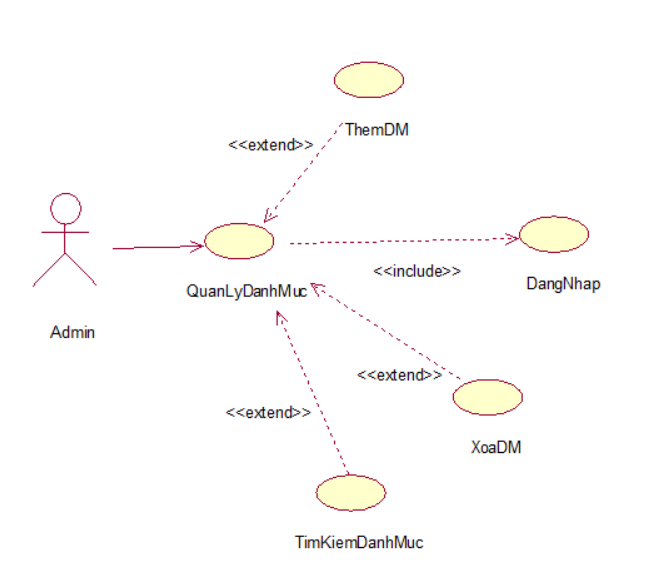 ThemDM
<<extend>>
<<include>>
DangNhap
QuanLyDanhMuc
Admin
<<extend>>
<<extend>>
XoaDM
TimKiemDanhMuc